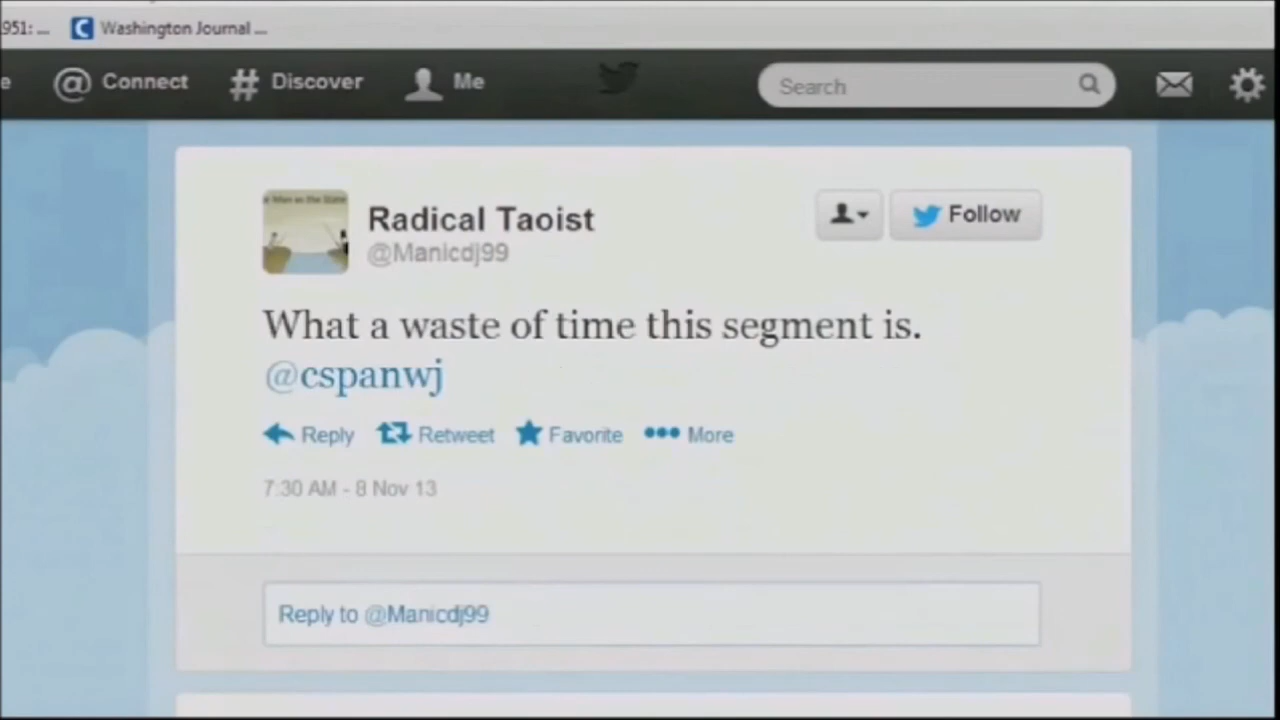 951: ... Washington Journal ...
e @ Connect # Discover Me Search
Radical Taoist
@Manicdj99
Follow
What a waste of time this segment is.
@cspanwj
Reply Retweet Favorite ••• More
7:30 AM - 8 Nov 13
Reply to @Manicdj99